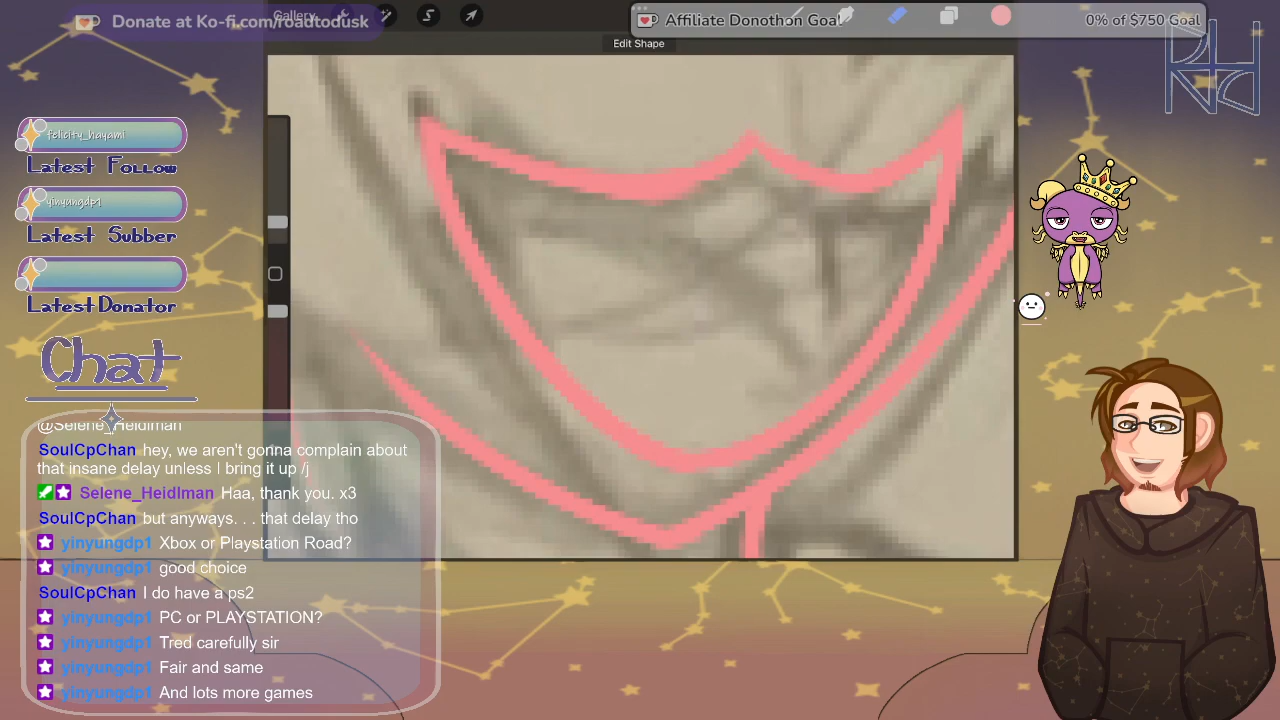 Donate at Ko-fi.com/roadtodusk
Gallery
Affiliate Donothon Goal
0% of $750 Goal
Edit Shape
felicity_hayami
Latest Follow
yinyungdp1
Latest Subber
Latest Donator
Chat
@Selene_Heidlman
SoulCpChan hey, we aren't gonna complain about
that insane delay unless I bring it up /j
Selene_Heidlman Haa, thank you. x3
SoulCpChan but anyways. . . that delay tho
yinyungdp1 Xbox or Playstation Road?
yinyungdp1 good choice
SoulCpChan I do have a ps2
yinyungdp1 PC or PLAYSTATION?
yinyungdp1 Tred carefully sir
yinyungdp1 Fair and same
yinyungdp1 And lots more games